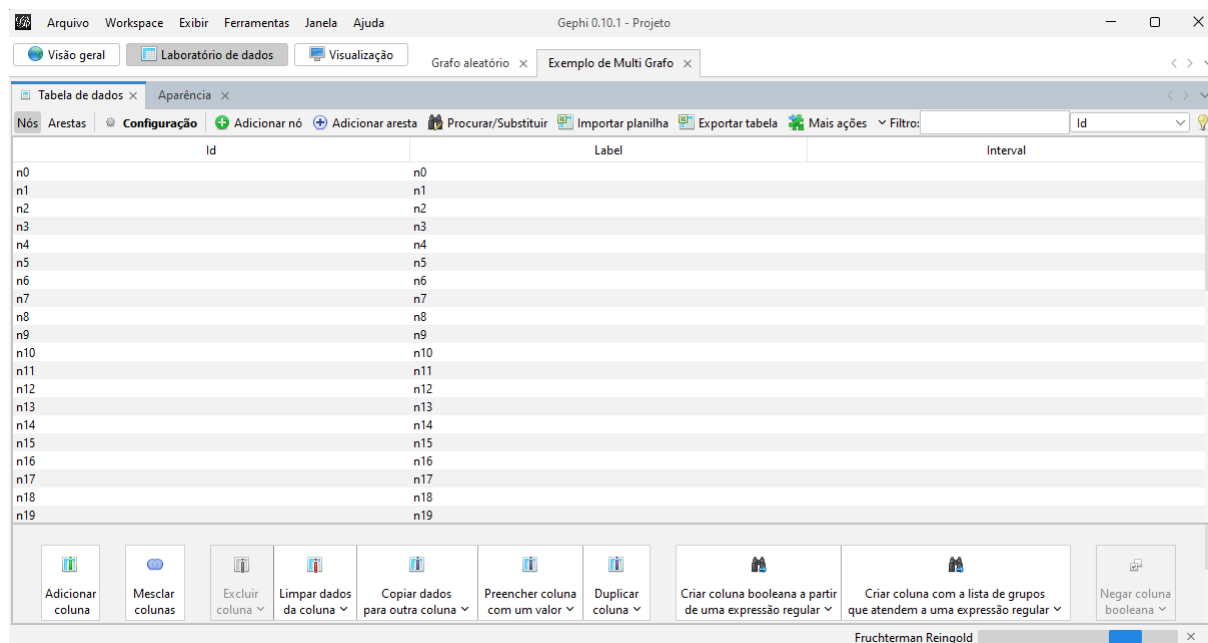 Arquivo Workspace Exibir Ferramentas Janela Ajuda Gephi 0.10.1 - Projeto
Visão geral Laboratório de dados Visualização Grafo aleatório Exemplo de Multi Grafo
Tabela de dados Aparência
Nós Arestas Configuração Adicionar nó Adicionar aresta Procurar/Substituir Importar planilha Exportar tabela Mais ações Filtro: Id
Id Label Interval
n0 n0
n1 n1
n2 n2
n3 n3
n4 n4
n5 n5
n6 n6
n7 n7
n8 n8
n9 n9
n10 n10
n11 n11
n12 n12
n13 n13
n14 n14
n15 n15
n16 n16
n17 n17
n18 n18
n19 n19
Adicionar coluna
Mesclar colunas
Excluir coluna
Limpar dados da coluna
Copiar dados para outra coluna
Preencher coluna com um valor
Duplicar coluna
Criar coluna booleana a partir de uma expressão regular
Criar coluna com a lista de grupos que atendem a uma expressão regular
Negar coluna booleana
Fruchterman Reingold